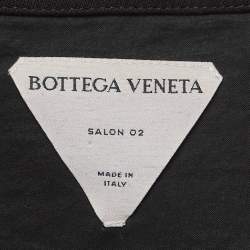 BOTTEGA VENETA
SALON 02
MADE IN
ITALY